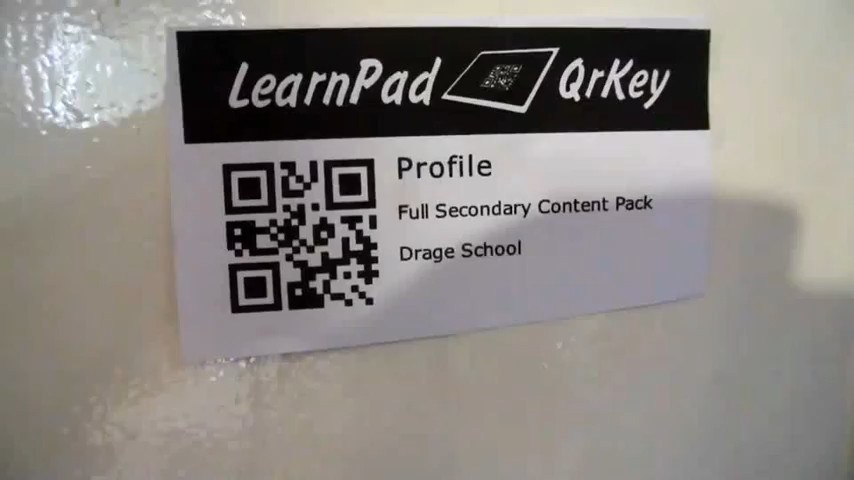 LearnPad QrKey
Profile
Full Secondary Content Pack
Drage School